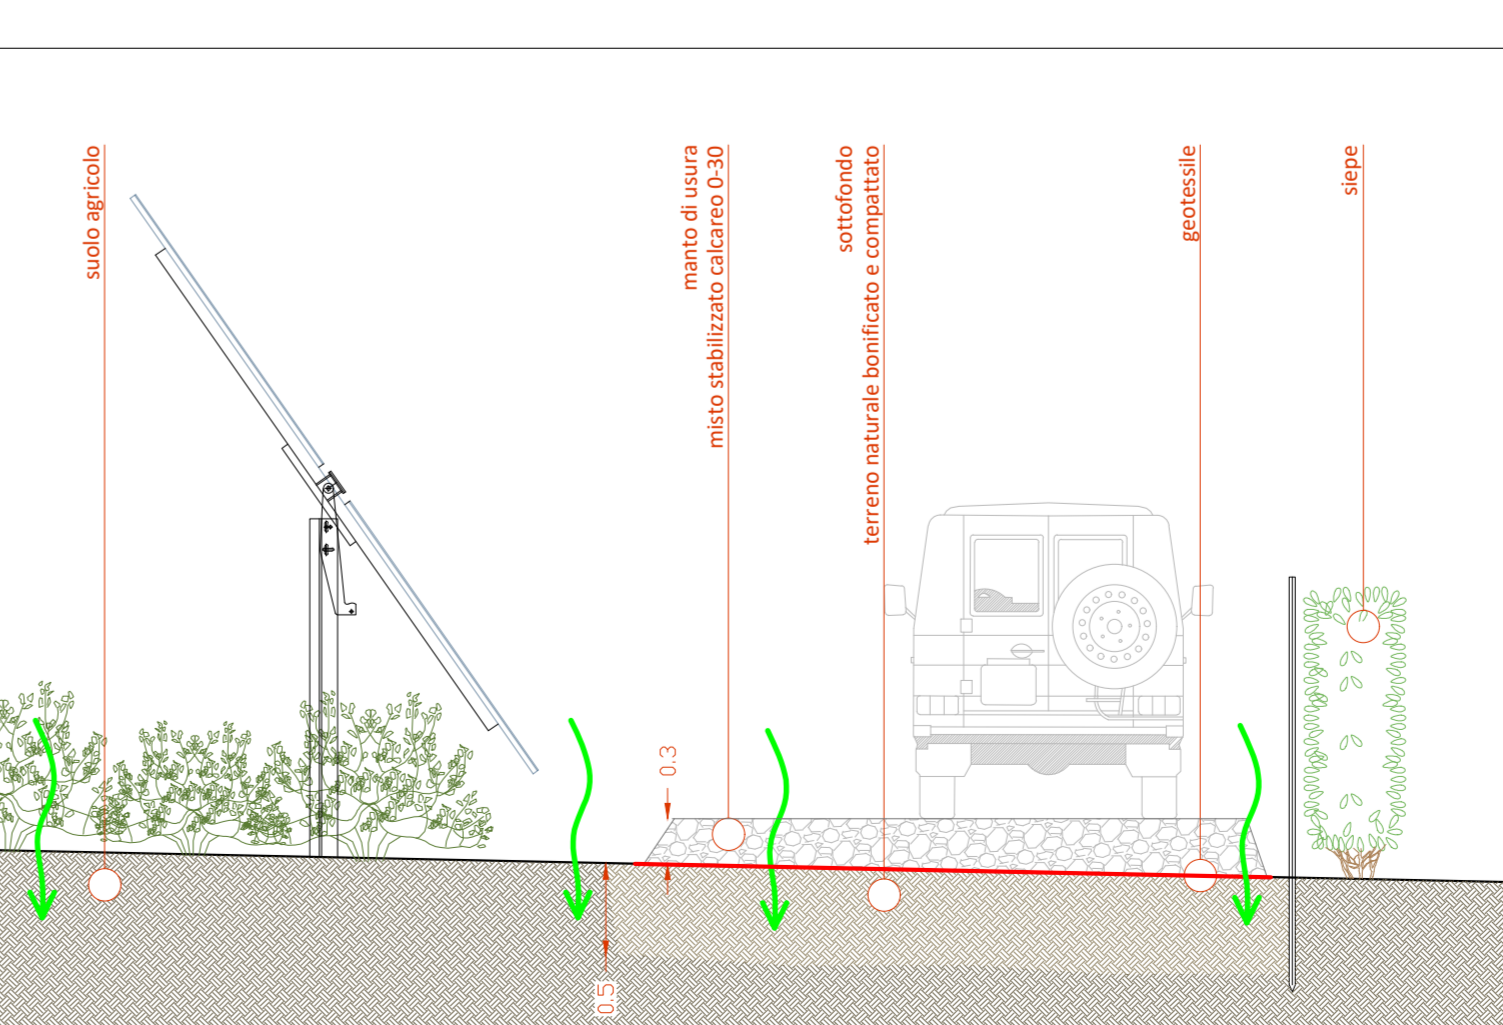 suolo agricolo
manto di usura
misto stabilizzato calcareo 0-30
sottofondo
terreno naturale bonificato e compattato
geotessile
siepe
0.3
0.5